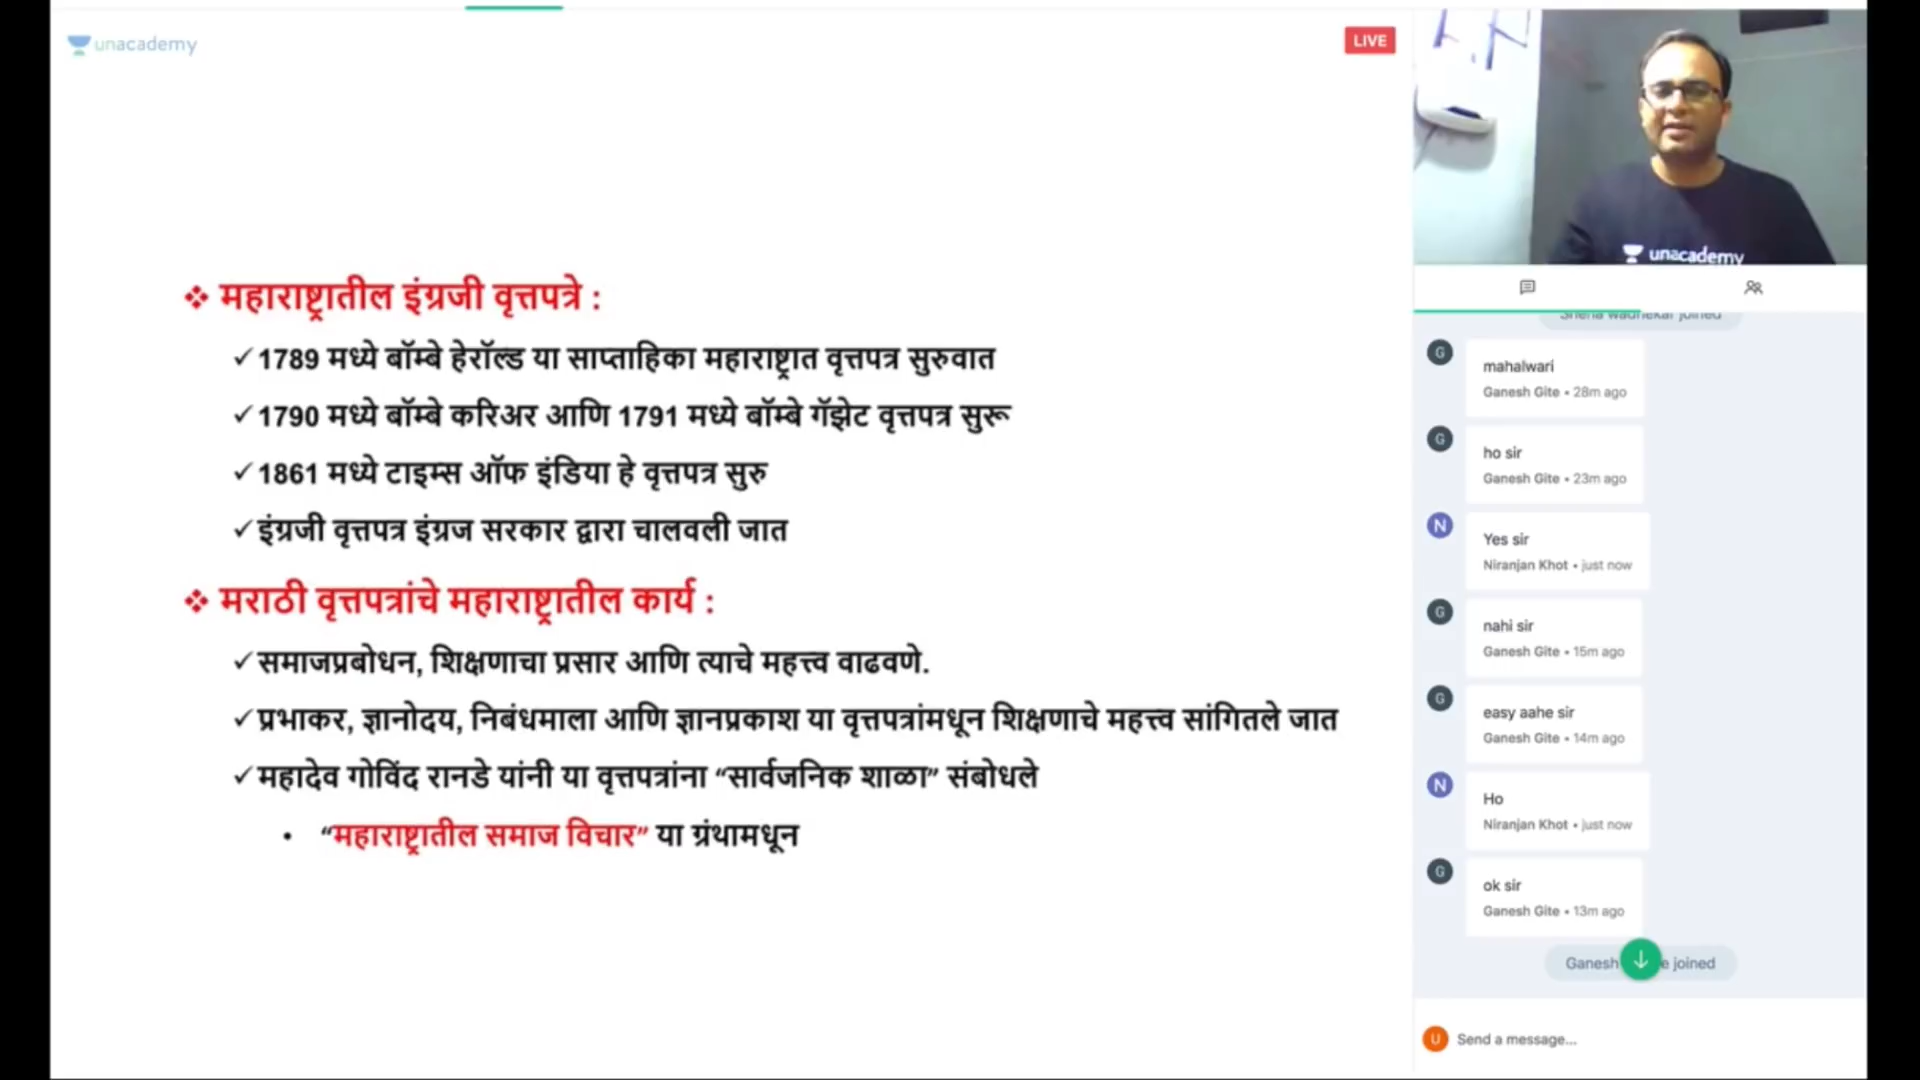 unacademy
LIVE
❖ महाराष्ट्रातील इंग्रजी वृत्तपत्रे :
✓ 1789 मध्ये बॉम्बे हेरॉल्ड या साप्ताहिका महाराष्ट्रात वृत्तपत्र सुरुवात
✓ 1790 मध्ये बॉम्बे करिअर आणि 1791 मध्ये बॉम्बे गॅझेट वृत्तपत्र सुरू
✓ 1861 मध्ये टाइम्स ऑफ इंडिया हे वृत्तपत्र सुरु
✓ इंग्रजी वृत्तपत्र इंग्रज सरकार द्वारा चालवली जात
❖ मराठी वृत्तपत्रांचे महाराष्ट्रातील कार्य :
✓ समाजप्रबोधन, शिक्षणाचा प्रसार आणि त्याचे महत्त्व वाढवणे.
✓ प्रभाकर, ज्ञानोदय, निबंधमाला आणि ज्ञानप्रकाश या वृत्तपत्रांमधून शिक्षणाचे महत्त्व सांगितले जात
✓ महादेव गोविंद रानडे यांनी या वृत्तपत्रांना “सार्वजनिक शाळा” संबोधले
• “महाराष्ट्रातील समाज विचार” या ग्रंथामधून
unacademy
joined
G
mahalwari
Ganesh Gite • 28m ago
G
ho sir
Ganesh Gite • 23m ago
N
Yes sir
Niranjan Khot • just now
G
nahi sir
Ganesh Gite • 15m ago
G
easy aahe sir
Ganesh Gite • 14m ago
N
Ho
Niranjan Khot • just now
G
ok sir
Ganesh Gite • 13m ago
Ganesh joined
U
Send a message...